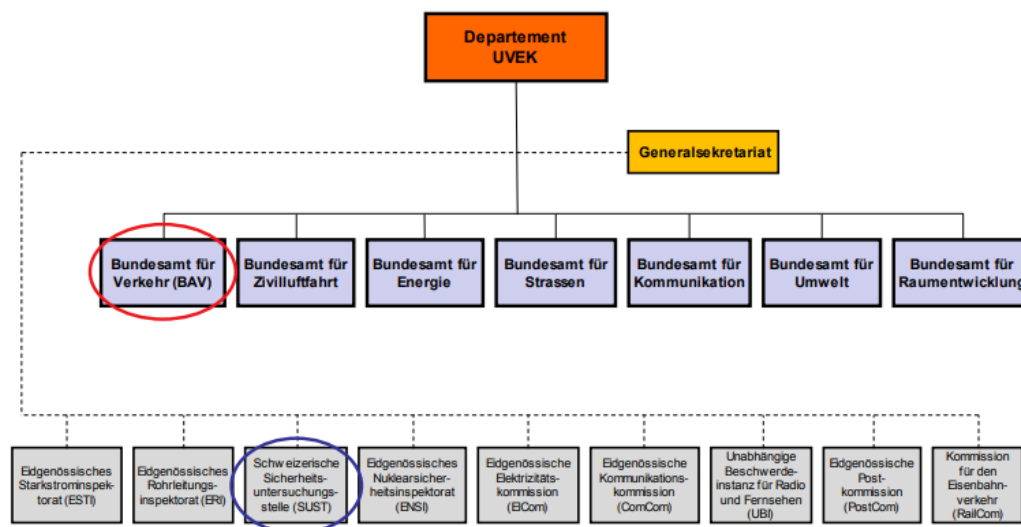 Departement
UVEK
Generalsekretariat
Bundesamt für
Verkehr (BAV)
Bundesamt für
Zivilluftfahrt
Bundesamt für
Energie
Bundesamt für
Strassen
Bundesamt für
Kommunikation
Bundesamt für
Umwelt
Bundesamt für
Raumentwicklung
Eidgenössisches
Starkstrominspek-
torat (ESTI)
Eidgenössisches
Rohrleitungs-
inspektorat (ERI)
Schweizerische
Sicherheits-
untersuchungs-
stelle (SUST)
Eidgenössisches
Nuklearsicher-
heitsinspektorat
(ENSI)
Eidgenössische
Elektrizitäts-
kommission
(ElCom)
Eidgenössische
Kommunikations-
kommission
(ComCom)
Unabhängige
Beschwerde-
instanz für Radio
und Fernsehen
(UBI)
Eidgenössische
Post-
kommission
(PostCom)
Kommission
für den
Eisenbahn-
verkehr
(RailCom)